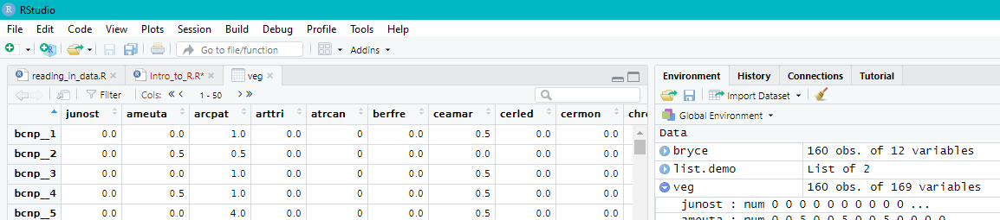 RStudio
File Edit Code View Plots Session Build Debug Profile Tools Help
Go to file/function Addins
reading_in_data.R Intro_to_R.R* veg
Filter Cols: 1 - 50
junost ameuta arcpat arttri atrcan berfre ceamar cerled cermon chr
bcnp__1 0.0 0.0 1.0 0.0 0 0.0 0.5 0.0 0.0
bcnp__2 0.0 0.5 0.5 0.0 0 0.0 0.0 0.0 0.0
bcnp__3 0.0 0.0 1.0 0.0 0 0.0 0.5 0.0 0.0
bcnp__4 0.0 0.5 1.0 0.0 0 0.0 0.5 0.0 0.0
bcnp__5 0.0 0.0 4.0 0.0 0 0.0 0.5 0.0 0.0
Environment History Connections Tutorial
Import Dataset
Global Environment
Data
bryce 160 obs. of 12 variables
list.demo List of 2
veg 160 obs. of 169 variables
junost : num 0 0 0 0 0 0 0 0 0 0 ...